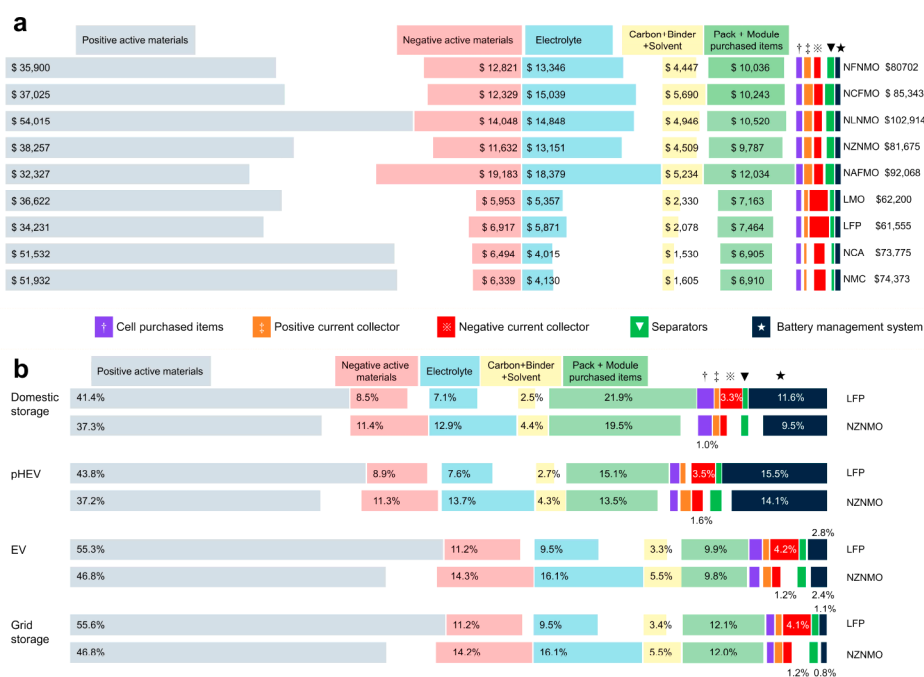 a
Positive active materials
Negative active materials
Electrolyte
Carbon+Binder
+Solvent
Pack + Module
purchased items
† ‡ ※ ▼ ★
$ 35,900 $ 12,821 $ 13,346 $ 4,447 $ 10,036 NFNMO $80702
$ 37,025 $ 12,329 $ 15,039 $ 5,690 $ 10,243 NCFMO $ 85,343
$ 54,015 $ 14,048 $ 14,848 $ 4,946 $ 10,520 NLNMO $102,914
$ 38,257 $ 11,632 $ 13,151 $ 4,509 $ 9,787 NZNMO $81,675
$ 32,327 $ 19,183 $ 18,379 $ 5,234 $ 12,034 NAFMO $92,068
$ 36,622 $ 5,953 $ 5,357 $ 2,330 $ 7,163 LMO $62,200
$ 34,231 $ 6,917 $ 5,871 $ 2,078 $ 7,464 LFP $61,555
$ 51,532 $ 6,494 $ 4,015 $ 1,530 $ 6,905 NCA $73,775
$ 51,932 $ 6,339 $ 4,130 $ 1,605 $ 6,910 NMC $74,373
† Cell purchased items ‡ Positive current collector ※ Negative current collector ▼ Separators ★ Battery management system
b
Positive active materials
Negative active
materials
Electrolyte
Carbon+Binder
+Solvent
Pack + Module
purchased items
† ‡ ※ ▼ ★
Domestic
storage
41.4% 8.5% 7.1% 2.5% 21.9% 3.3% 11.6% LFP
37.3% 11.4% 12.9% 4.4% 19.5% 9.5% NZNMO
1.0%
pHEV
43.8% 8.9% 7.6% 2.7% 15.1% 3.5% 15.5% LFP
37.2% 11.3% 13.7% 4.3% 13.5% 14.1% NZNMO
1.6%
2.8%
EV
55.3% 11.2% 9.5% 3.3% 9.9% 4.2% LFP
46.8% 14.3% 16.1% 5.5% 9.8% NZNMO
1.2% 2.4%
1.1%
Grid
storage
55.6% 11.2% 9.5% 3.4% 12.1% 4.1% LFP
46.8% 14.2% 16.1% 5.5% 12.0% NZNMO
1.2% 0.8%